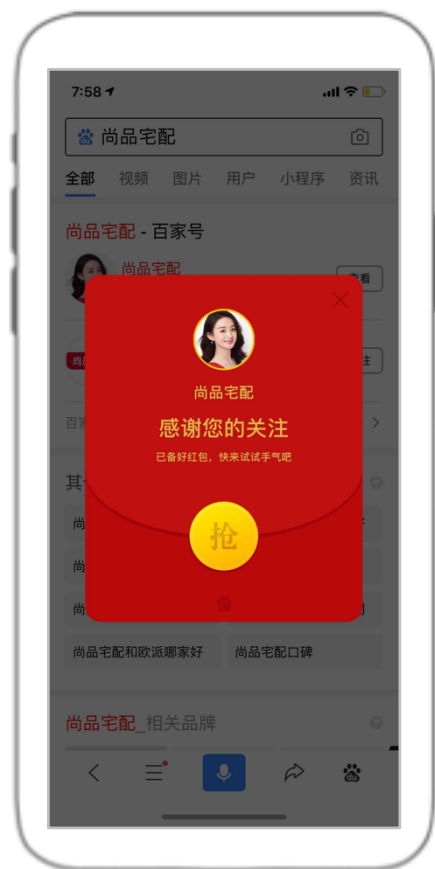 7:58
尚品宅配
全部 视频 图片 用户 小程序 资讯
尚品宅配 - 百家号
尚品宅配
查看
尚品宅配
感谢您的关注
已备好红包，快来试试手气吧
抢
尚品宅配和欧派哪家好 尚品宅配口碑
尚品宅配_相关品牌